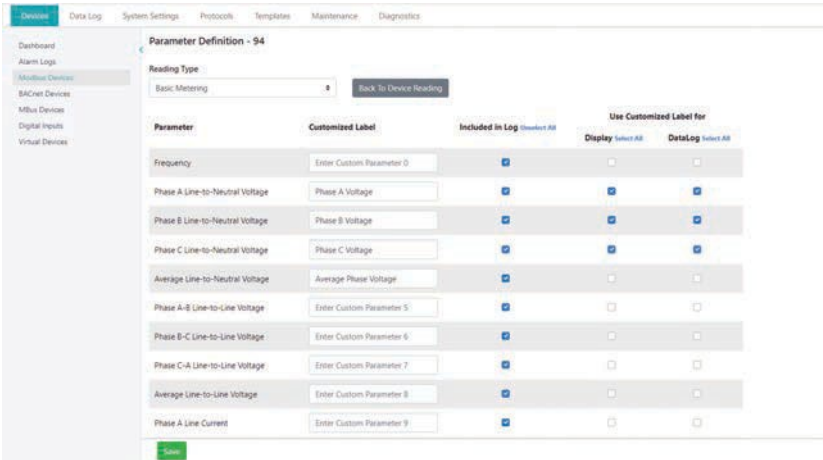 Devices Data Log System Settings Protocols Templates Maintenance Diagnostics
Dashboard
Alarm Logs
Modbus Devices
BACnet Devices
MBus Devices
Digital Inputs
Virtual Devices
Parameter Definition - 94
Reading Type
Basic Metering Back To Device Reading
Use Customized Label for
Parameter Customized Label Included in Log Unselect All
Display Select All DataLog Select All
Frequency Enter Custom Parameter 0
Phase A Line-to-Neutral Voltage Phase A Voltage
Phase B Line-to-Neutral Voltage Phase B Voltage
Phase C Line-to-Neutral Voltage Phase C Voltage
Average Line-to-Neutral Voltage Average Phase Voltage
Phase A-B Line-to-Line Voltage Enter Custom Parameter 5
Phase B-C Line-to-Line Voltage Enter Custom Parameter 6
Phase C-A Line-to-Line Voltage Enter Custom Parameter 7
Average Line-to-Line Voltage Enter Custom Parameter 8
Phase A Line Current Enter Custom Parameter 9
Save